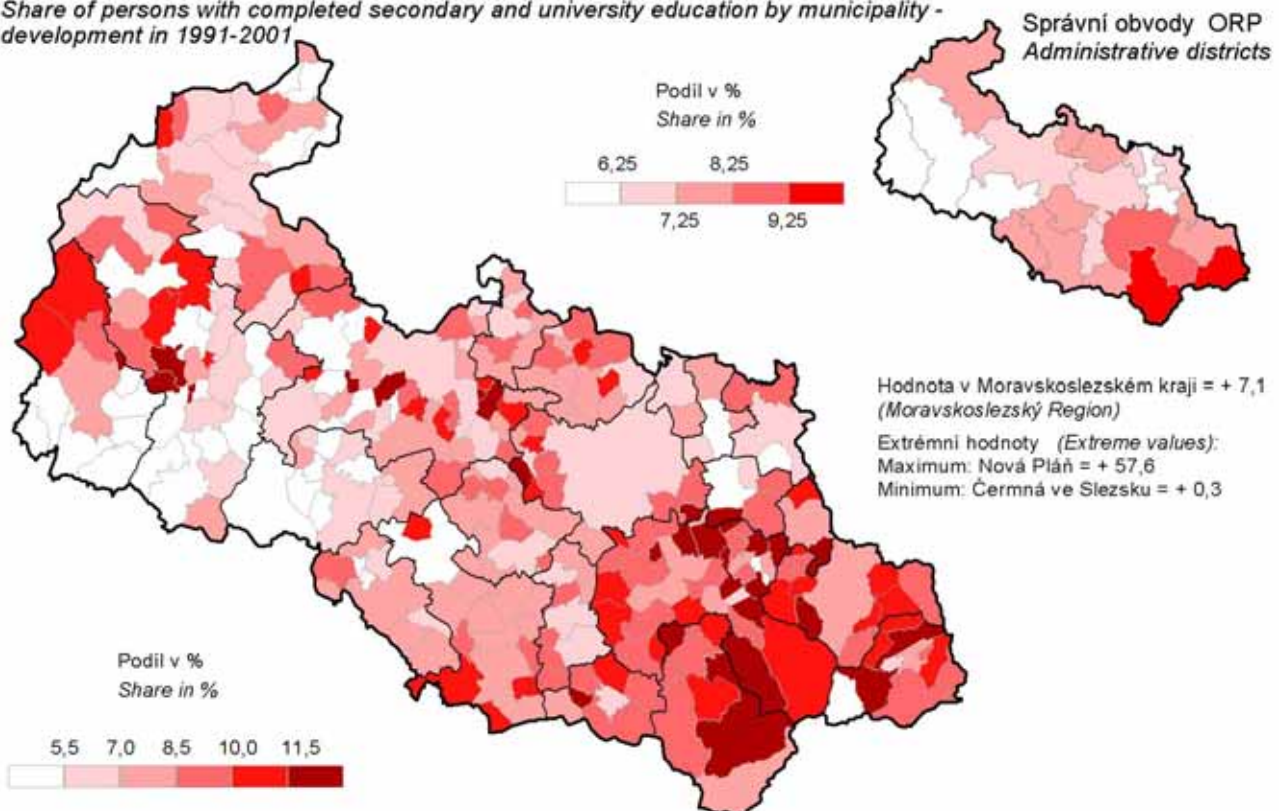 Share of persons with completed secondary and university education by municipality -
development in 1991-2001
Správní obvody ORP
Administrative districts
Podíl v %
Share in %
6,25 8,25
7,25 9,25
Hodnota v Moravskoslezském kraji = + 7,1
(Moravskoslezský Region)
Extrémní hodnoty (Extreme values):
Maximum: Nová Pláň = + 57,6
Minimum: Čermná ve Slezsku = + 0,3
Podíl v %
Share in %
5,5 7,0 8,5 10,0 11,5